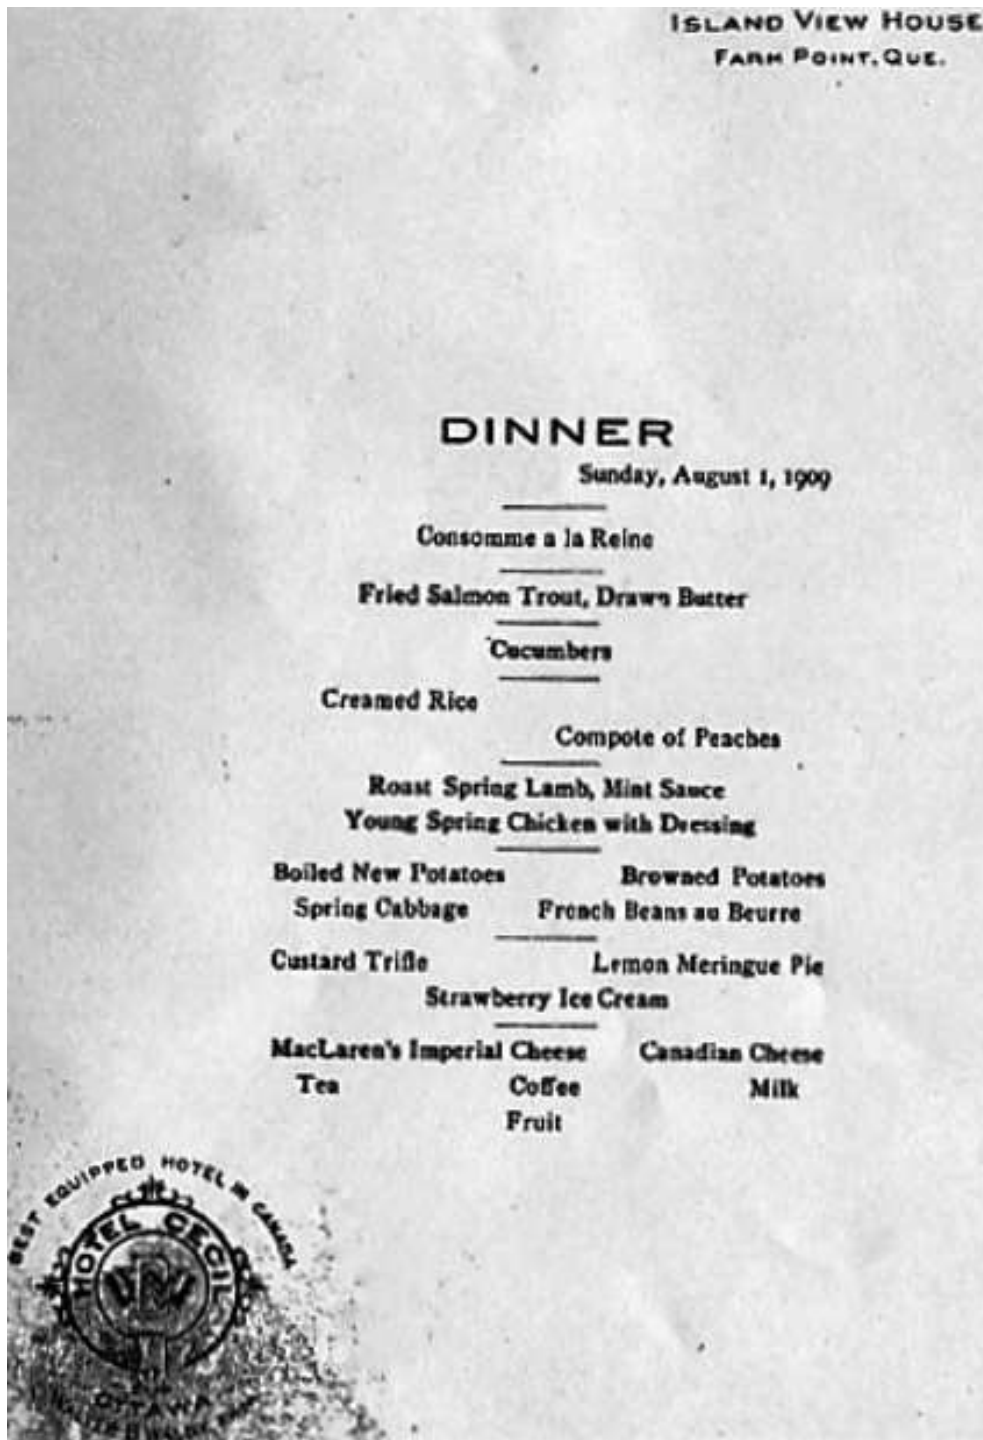 ISLAND VIEW HOUSE
FARM POINT, QUE.
DINNER
Sunday, August 1, 1909
Consomme a la Reine
Fried Salmon Trout, Drawn Butter
Cucumbers
Creamed Rice
Compote of Peaches
Roast Spring Lamb, Mint Sauce
Young Spring Chicken with Dressing
Boiled New Potatoes Browned Potatoes
Spring Cabbage French Beans au Beurre
Custard Trifle Lemon Meringue Pie
Strawberry Ice Cream
MacLaren's Imperial Cheese Canadian Cheese
Tea Coffee Milk
Fruit
BEST EQUIPPED HOTEL IN CANADA
HOTEL CECIL
OTTAWA